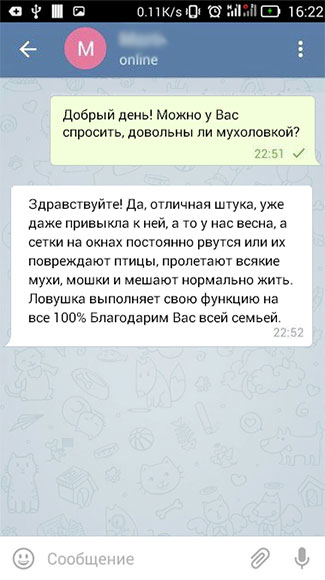 0.11K/s 16:22
M
online
Добрый день! Можно у Вас
спросить, довольны ли мухоловкой?
22:51
Здравствуйте! Да, отличная штука, уже
даже привыкла к ней, а то у нас весна, а
сетки на окнах постоянно рвутся или их
повреждают птицы, пролетают всякие
мухи, мошки и мешают нормально жить.
Ловушка выполняет свою функцию на
все 100% Благодарим Вас всей семьей.
22:52
Сообщение